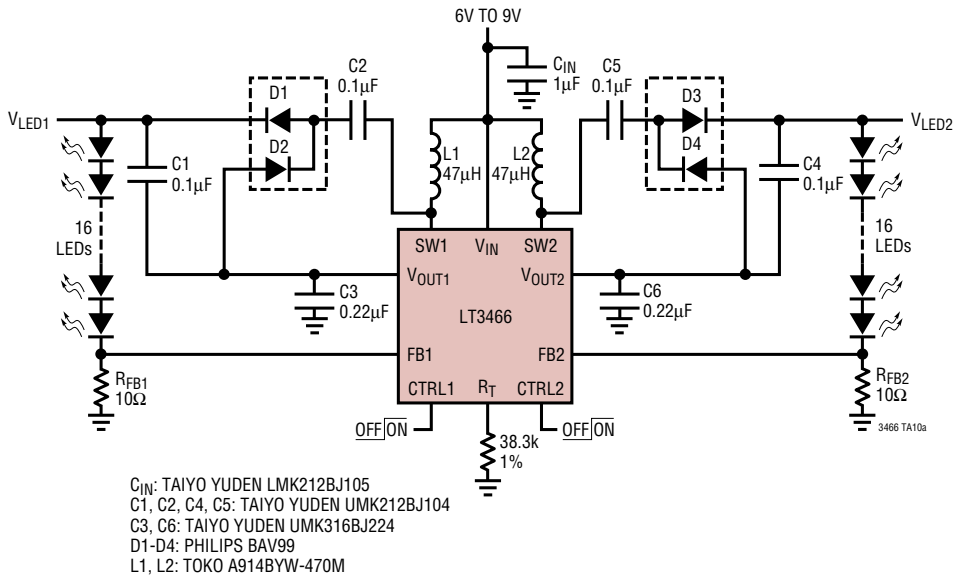 6V TO 9V
C2
0.1µF
C5
0.1µF
CIN
1µF
D1
D2
D3
D4
VLED1
VLED2
C1
0.1µF
L1
47µH
L2
47µH
C4
0.1µF
16
LEDs
16
LEDs
SW1
VIN
SW2
VOUT1
VOUT2
C3
0.22µF
C6
0.22µF
LT3466
FB1
FB2
CTRL1
RT
CTRL2
RFB1
10Ω
RFB2
10Ω
OFF ON
OFF ON
38.3k
1%
3466 TA10a
CIN: TAIYO YUDEN LMK212BJ105
C1, C2, C4, C5: TAIYO YUDEN UMK212BJ104
C3, C6: TAIYO YUDEN UMK316BJ224
D1-D4: PHILIPS BAV99
L1, L2: TOKO A914BYW-470M